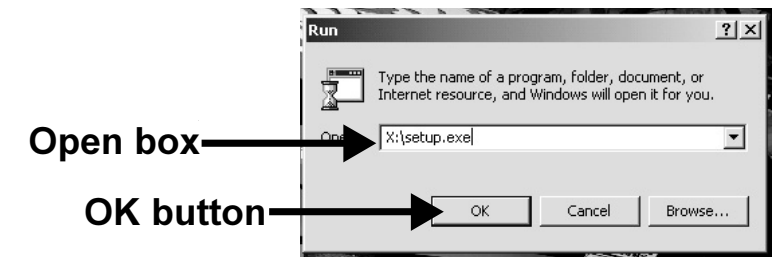 Run
Type the name of a program, folder, document, or
Internet resource, and Windows will open it for you.
Open box
X:\setup.exe
OK button
OK Cancel Browse...